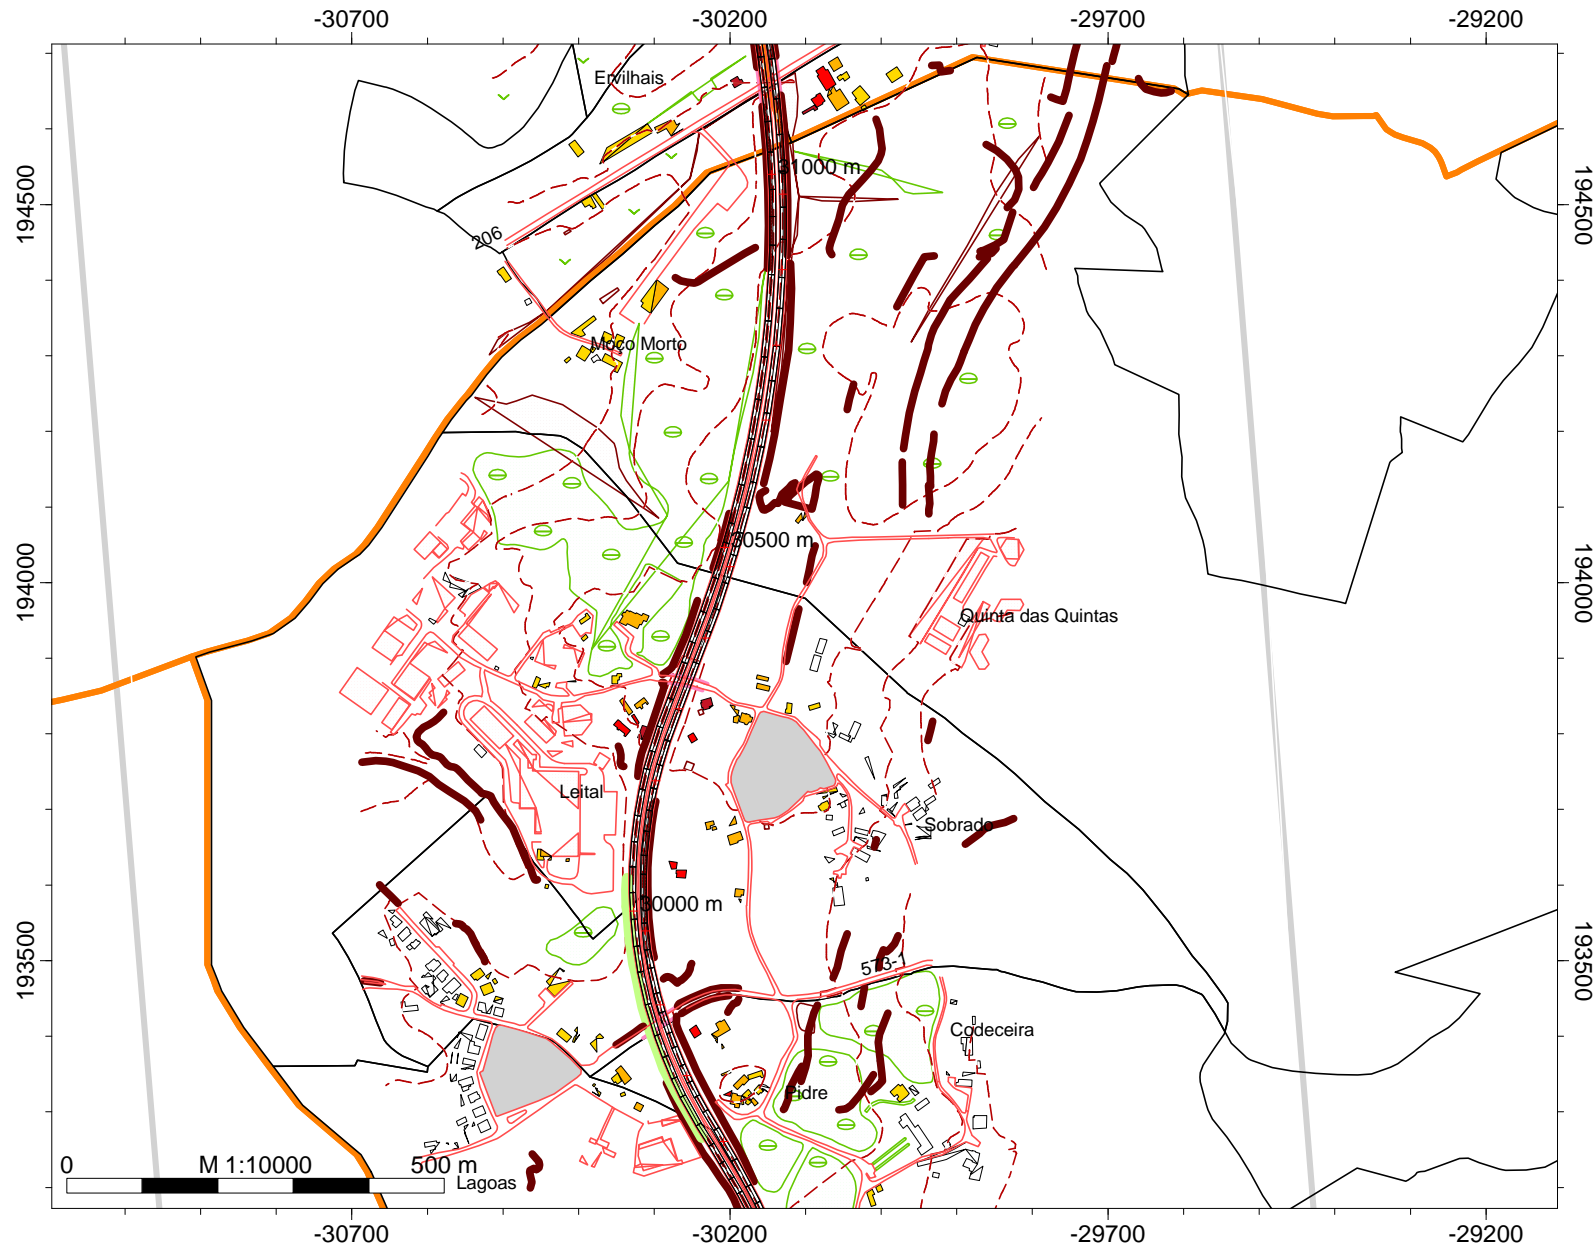 -30700 -30200 -29700 -29200
Ervilhais
31000 m
194500 194500
206
Moco Morto
30500 m
194000 194000
Quinta das Quintas
Leital
Sobrado
30000 m
193500 193500
573-1
Codeceira
Pidre
0 M 1:10000 500 m
Lagoas
-30700 -30200 -29700 -29200